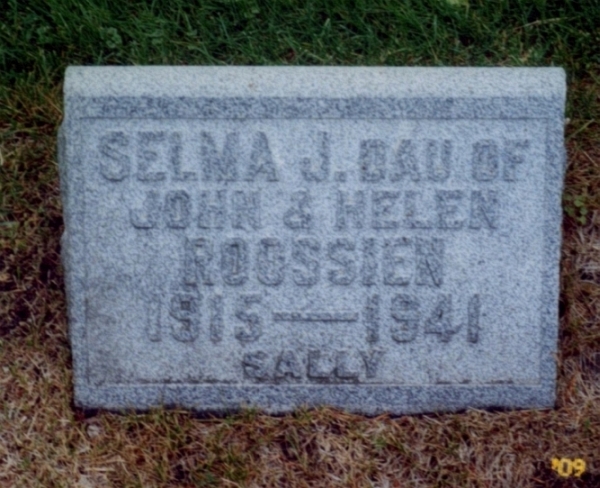 SELMA J. DAU OF
JOHN & HELEN
ROOSSIEN
1915—1941
SALLY
'09